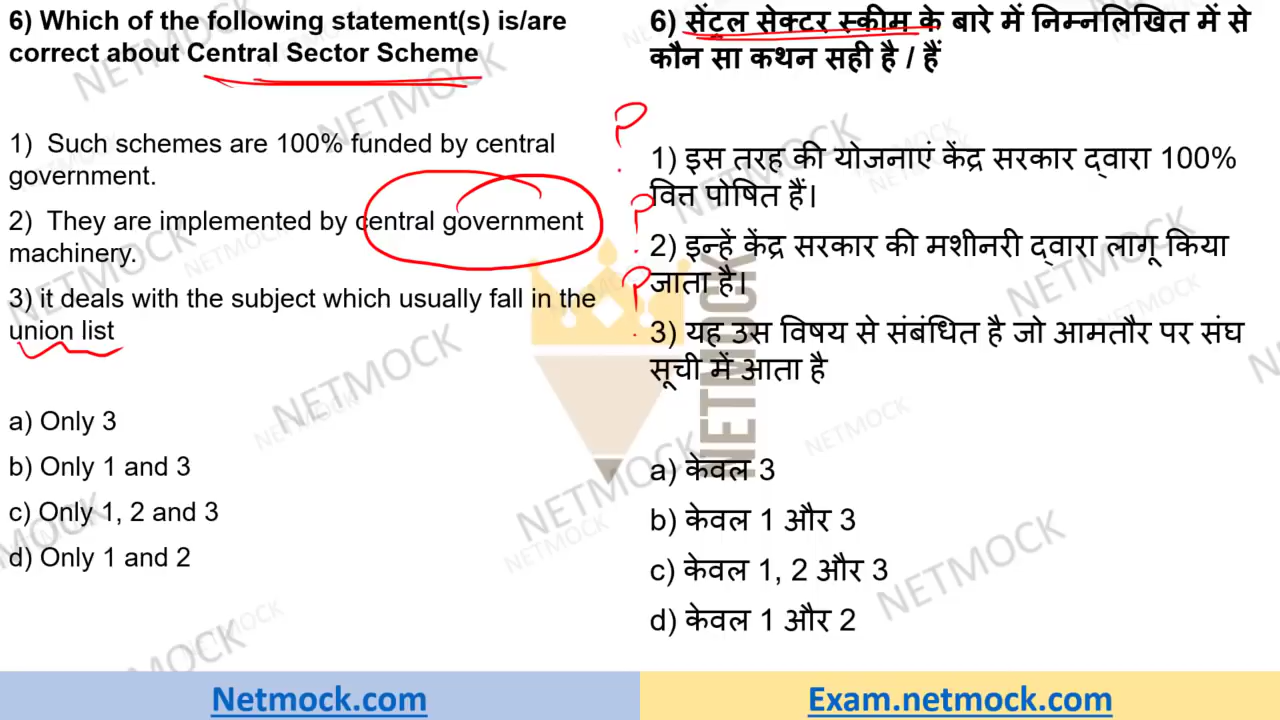 6) Which of the following statement(s) is/are
correct about Central Sector Scheme
1) Such schemes are 100% funded by central
government.
2) They are implemented by central government
machinery.
3) it deals with the subject which usually fall in the
union list
a) Only 3
b) Only 1 and 3
c) Only 1, 2 and 3
d) Only 1 and 2
6) सेंट्रल सेक्टर स्कीम के बारे में निम्नलिखित में से
कौन सा कथन सही है / हैं
?
1) इस तरह की योजनाएं केंद्र सरकार द्वारा 100%
वित्त पोषित हैं।
?
2) इन्हें केंद्र सरकार की मशीनरी द्वारा लागू किया
जाता है।
?
3) यह उस विषय से संबंधित है जो आमतौर पर संघ
सूची में आता है
a) केवल 3
b) केवल 1 और 3
c) केवल 1, 2 और 3
d) केवल 1 और 2
NETMOCK
Netmock.com
Exam.netmock.com